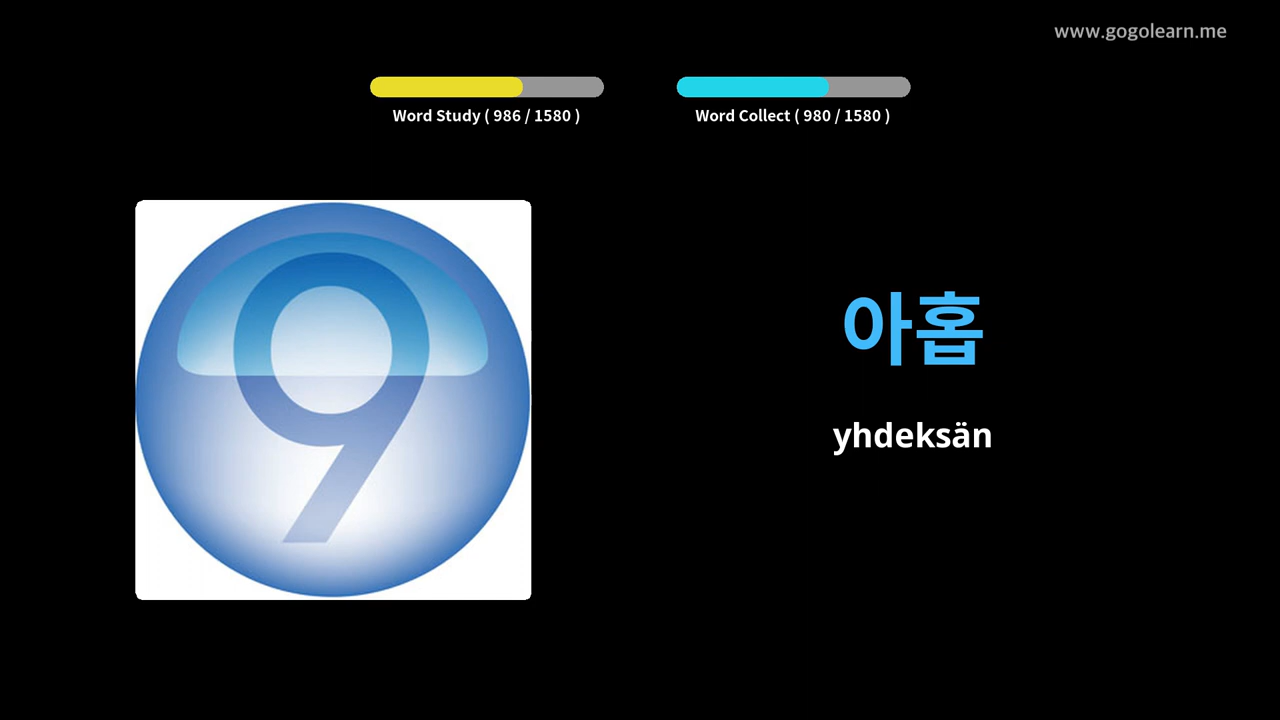 www.gogolearn.me
Word Study ( 986 / 1580 )
Word Collect ( 980 / 1580 )
9
아홉
yhdeksän